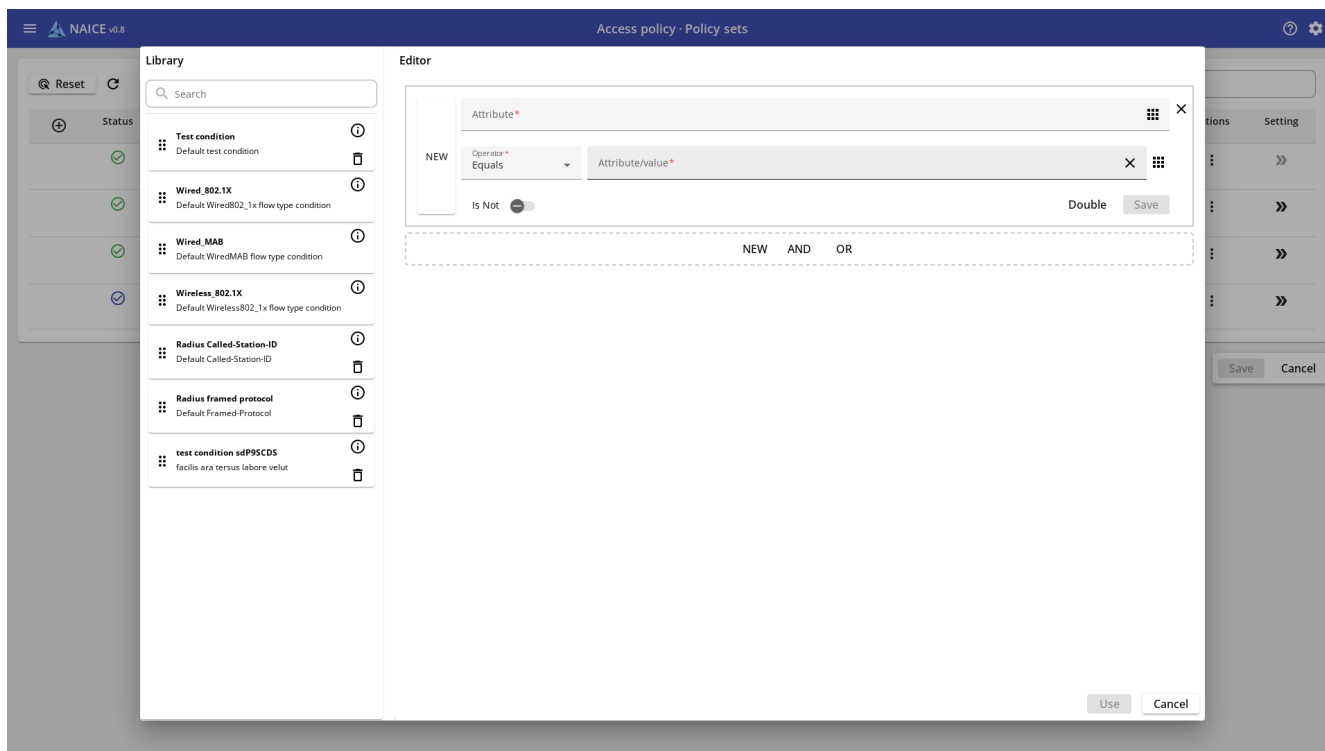 NAICE v0.8
Access policy · Policy sets
Reset
Status
tions
Setting
Library
Search
Test condition
Default test condition
Wired_802.1X
Default Wired802_1x flow type condition
Wired_MAB
Default WiredMAB flow type condition
Wireless_802.1X
Default Wireless802_1x flow type condition
Radius Called-Station-ID
Default Called-Station-ID
Radius framed protocol
Default Framed-Protocol
test condition sdP9SCDS
facilis ara tersus labore velut
Editor
NEW
Attribute*
Operator*
Equals
Attribute/value*
Is Not
Double
Save
NEW AND OR
Save
Cancel
Use
Cancel